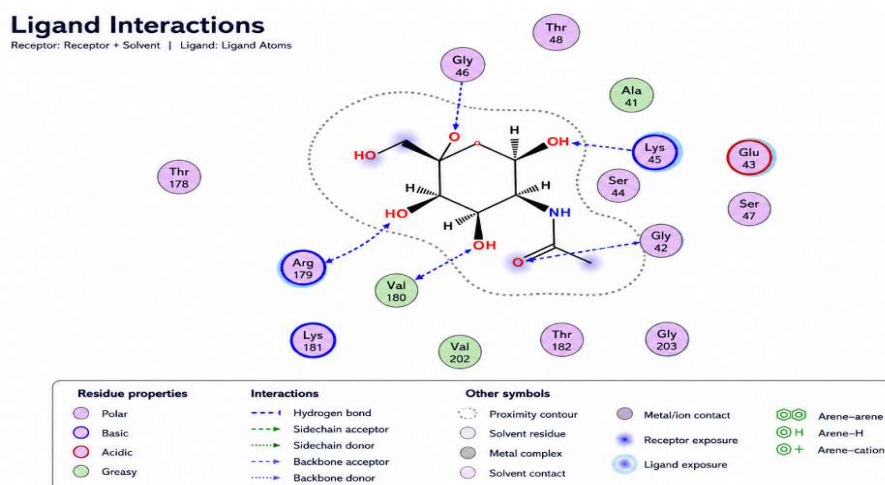 Ligand Interactions
Receptor: Receptor + Solvent | Ligand: Ligand Atoms
Thr
48
Gly
46
Ala
41
O
O
H
OH
HO
Lys
45
Glu
43
Thr
178
H
H
Ser
44
Ser
47
HO
H
NH
Gly
42
OH
O
Arg
179
Val
180
Lys
181
Val
202
Thr
182
Gly
203
Residue properties
Polar
Basic
Acidic
Greasy
Interactions
Hydrogen bond
Sidechain acceptor
Sidechain donor
Backbone acceptor
Backbone donor
Other symbols
Proximity contour
Solvent residue
Metal complex
Solvent contact
Metal/ion contact
Receptor exposure
Ligand exposure
Arene–arene
H Arene–H
+ Arene–cation